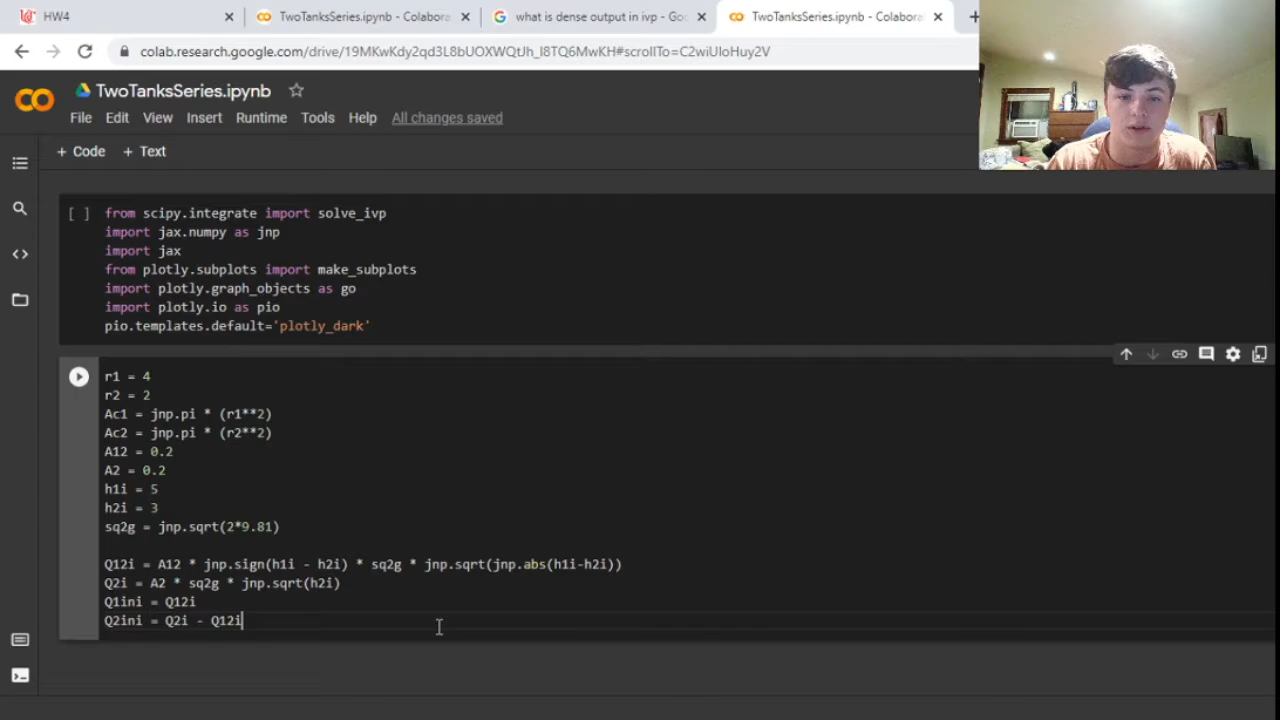 HW4
TwoTanksSeries.ipynb - Colabora
what is dense output in ivp - Goo
TwoTanksSeries.ipynb - Colabora
colab.research.google.com/drive/19MKwKdy2qd3L8bUOXWQtJh_l8TQ6MwKH#scrollTo=C2wiUloHuy2V
TwoTanksSeries.ipynb
File Edit View Insert Runtime Tools Help All changes saved
+ Code + Text
[ ] from scipy.integrate import solve_ivp
import jax.numpy as jnp
import jax
from plotly.subplots import make_subplots
import plotly.graph_objects as go
import plotly.io as pio
pio.templates.default='plotly_dark'
r1 = 4
r2 = 2
Ac1 = jnp.pi * (r1**2)
Ac2 = jnp.pi * (r2**2)
A12 = 0.2
A2 = 0.2
h1i = 5
h2i = 3
sq2g = jnp.sqrt(2*9.81)
Q12i = A12 * jnp.sign(h1i - h2i) * sq2g * jnp.sqrt(jnp.abs(h1i-h2i))
Q2i = A2 * sq2g * jnp.sqrt(h2i)
Q1ini = Q12i
Q2ini = Q2i - Q12i